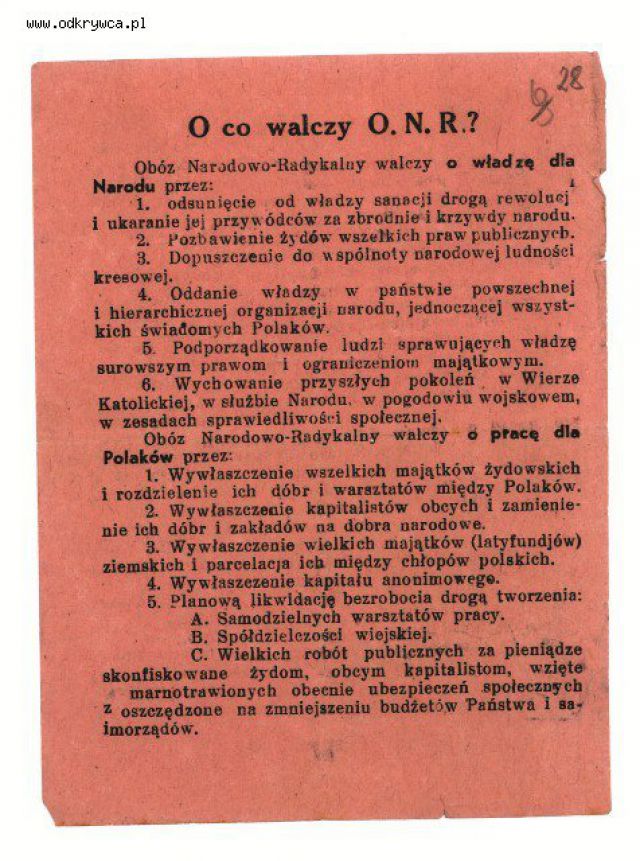 www.odkrywca.pl
28
O co walczy O. N. R.?
Obóz Narodowo-Radykalny walczy o władzę dla
Narodu przez:
1. odsunięcie od władzy sanacji drogą rewolucj
i ukaranie jej przywódców za zbrodnie i krzywdy narodu.
2. Pozbawienie żydów wszelkich praw publicznych.
3. Dopuszczenie do wspólnoty narodowej ludności
kresowej.
4. Oddanie władzy w państwie powszechnej
i hierarchicznej organizacji narodu, jednoczącej wszyst-
kich świadomych Polaków.
5. Podporządkowanie ludzi sprawujących władzę
surowszym prawom i ograniczeniom majątkowym.
6. Wychowanie przyszłych pokoleń w Wierze
Katolickiej, w służbie Narodu, w pogodowiu wojskowem,
w zesadach sprawiedliwości społecznej.
Obóz Narodowo-Radykalny walczy o pracę dla
Polaków przez:
1. Wywłaszczenie wszelkich majątków żydowskich
i rozdzielenie ich dóbr i warsztatów między Polaków.
2. Wywłaszczenie kapitalistów obcych i zamienie-
nie ich dóbr i zakładów na dobra narodowe.
3. Wywłaszczenie wielkich majątków (latyfundjów)
ziemskich i parcelacja ich między chłopów polskich.
4. Wywłaszczenie kapitału anonimowego.
5. Planową likwidację bezrobocia drogą tworzenia:
A. Samodzielnych warsztatów pracy.
B. Spółdzielczości wiejskiej.
C. Wielkich robót publicznych za pieniądze
skonfiskowane żydom, obcym kapitalistom, wzięte
marnotrawionych obecnie ubezpieczeń społecznych
z oszczędzone na zmniejszeniu budżetów Państwa i sa-
imorządów.